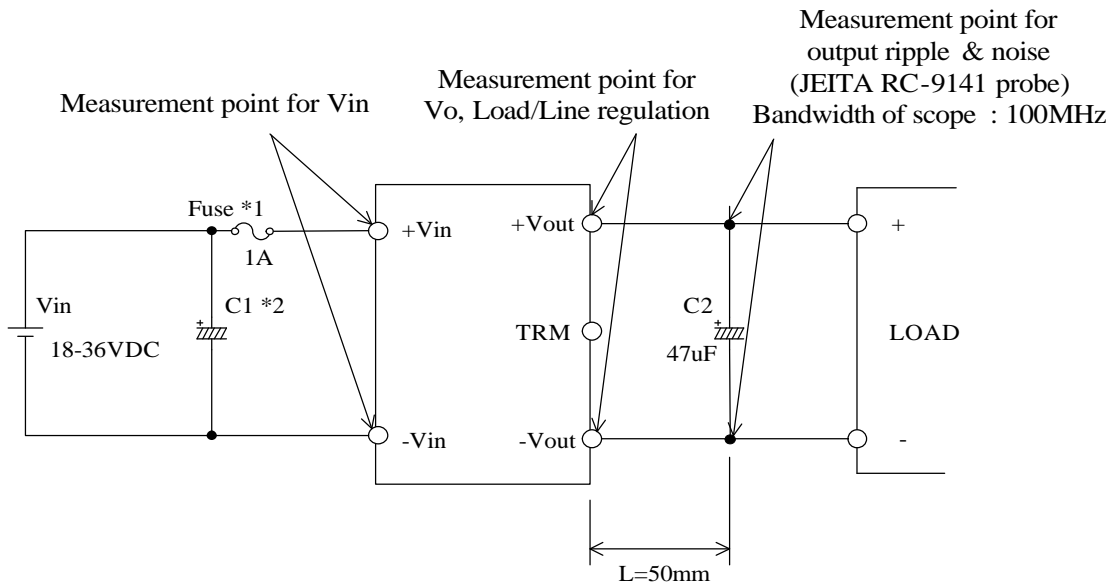 Measurement point for
output ripple & noise
(JEITA RC-9141 probe)
Bandwidth of scope : 100MHz
Measurement point for
Vo, Load/Line regulation
Measurement point for Vin
Fuse *1
1A
+Vin
+Vout
+
Vin
18-36VDC
+
C1 *2
TRM
C2
+
47uF
LOAD
-Vin
-Vout
-
L=50mm